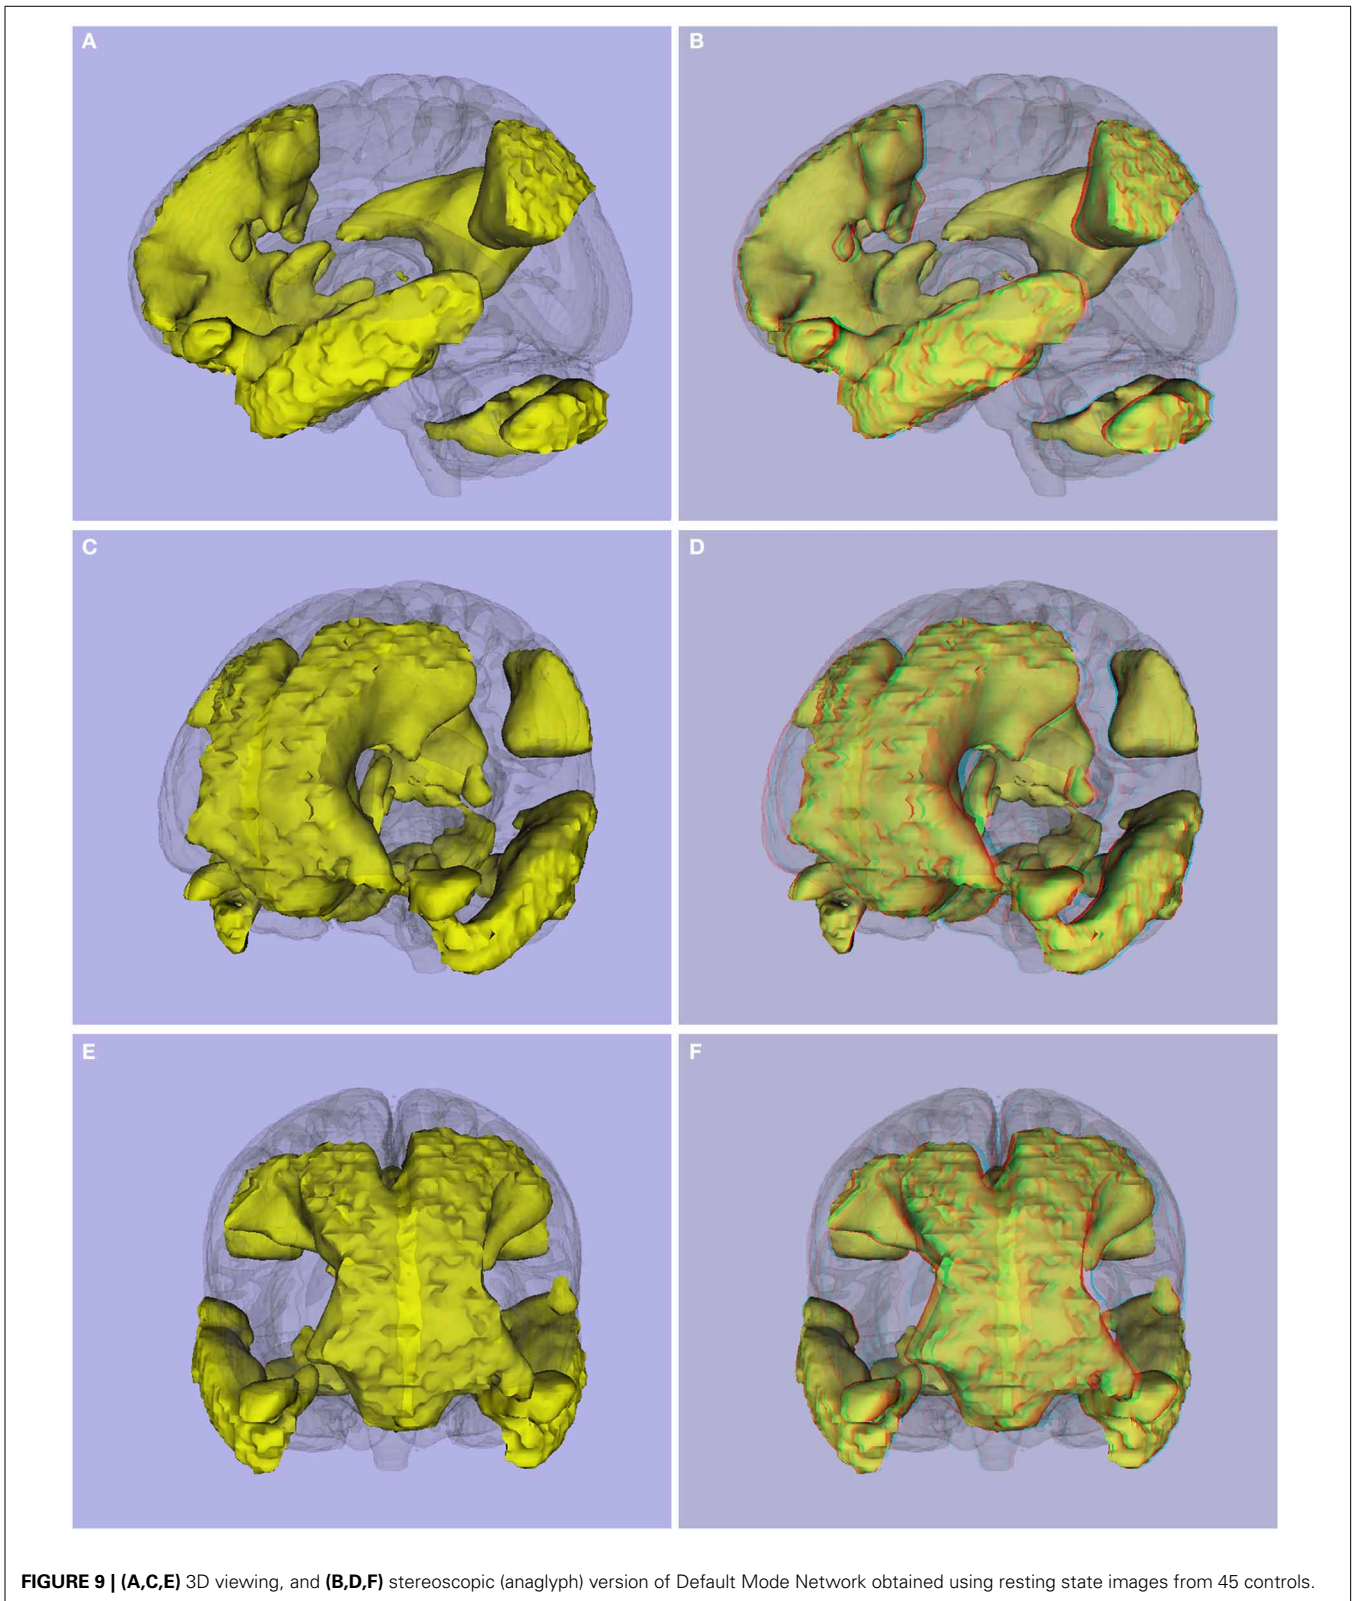 A
B
C
D
E
F
FIGURE 9 | (A,C,E) 3D viewing, and (B,D,F) stereoscopic (anaglyph) version of Default Mode Network obtained using resting state images from 45 controls.